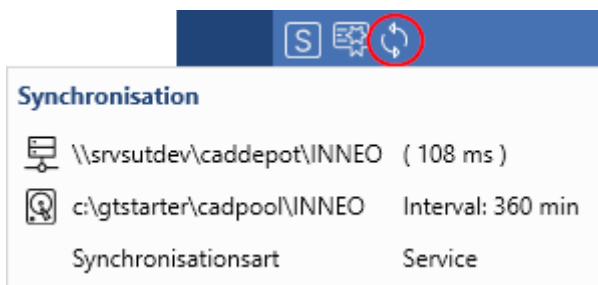 S
Synchronisation
\\srvsutdev\caddepot\INNEO ( 108 ms )
c:\gtstarter\cadpool\INNEO Interval: 360 min
Synchronisationsart Service